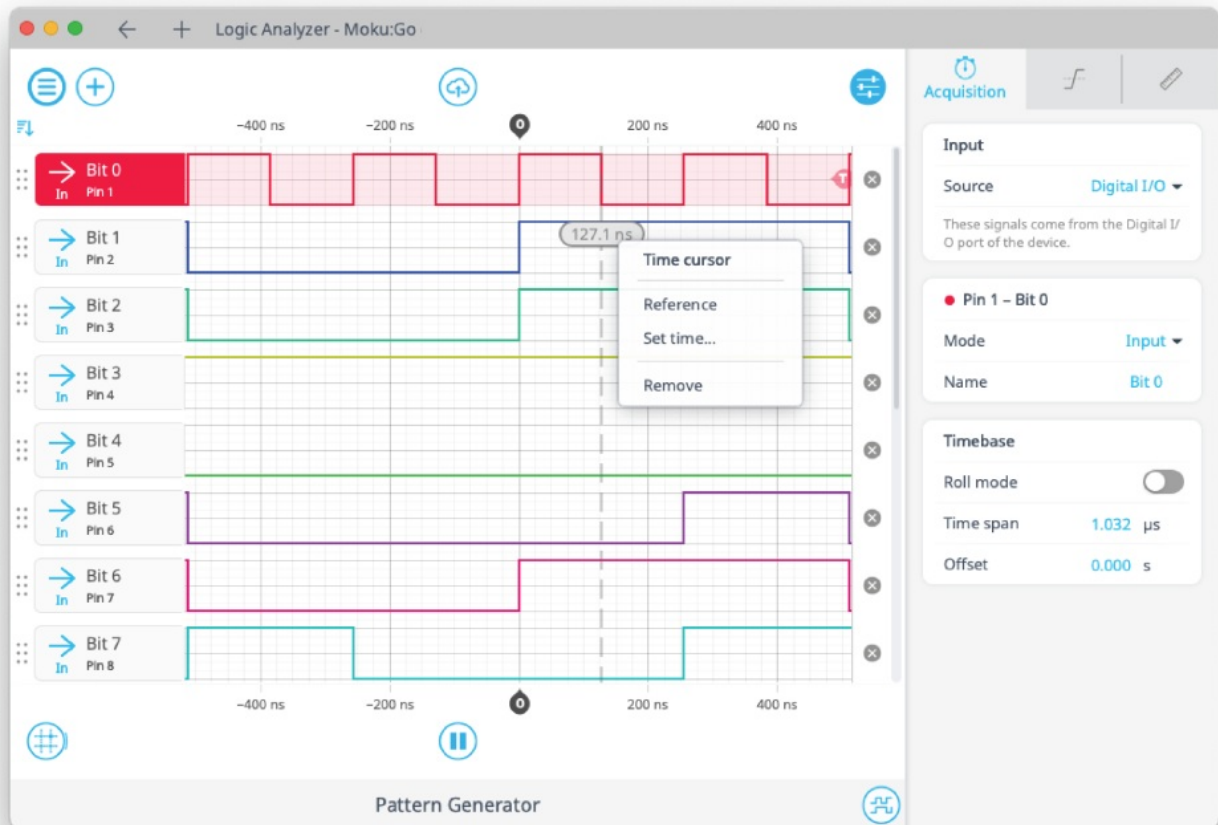 Logic Analyzer - Moku:Go
Acquisition
-400 ns -200 ns 0 200 ns 400 ns
Bit 0
In Pin 1
T
Bit 1
In Pin 2
127.1 ns
Time cursor
Reference
Set time...
Remove
Bit 2
In Pin 3
Bit 3
In Pin 4
Bit 4
In Pin 5
Bit 5
In Pin 6
Bit 6
In Pin 7
Bit 7
In Pin 8
-400 ns -200 ns 0 200 ns 400 ns
Pattern Generator
Input
Source Digital I/O
These signals come from the Digital I/
O port of the device.
Pin 1 – Bit 0
Mode Input
Name Bit 0
Timebase
Roll mode
Time span 1.032 µs
Offset 0.000 s